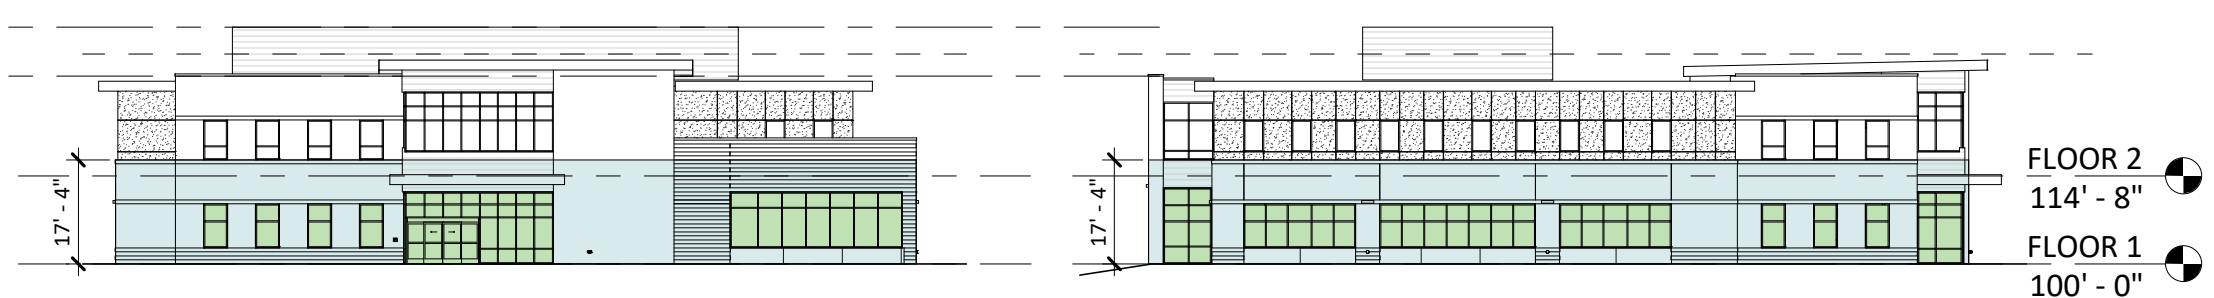 17' - 4"
17' - 4"
FLOOR 2
114' - 8"
FLOOR 1
100' - 0"